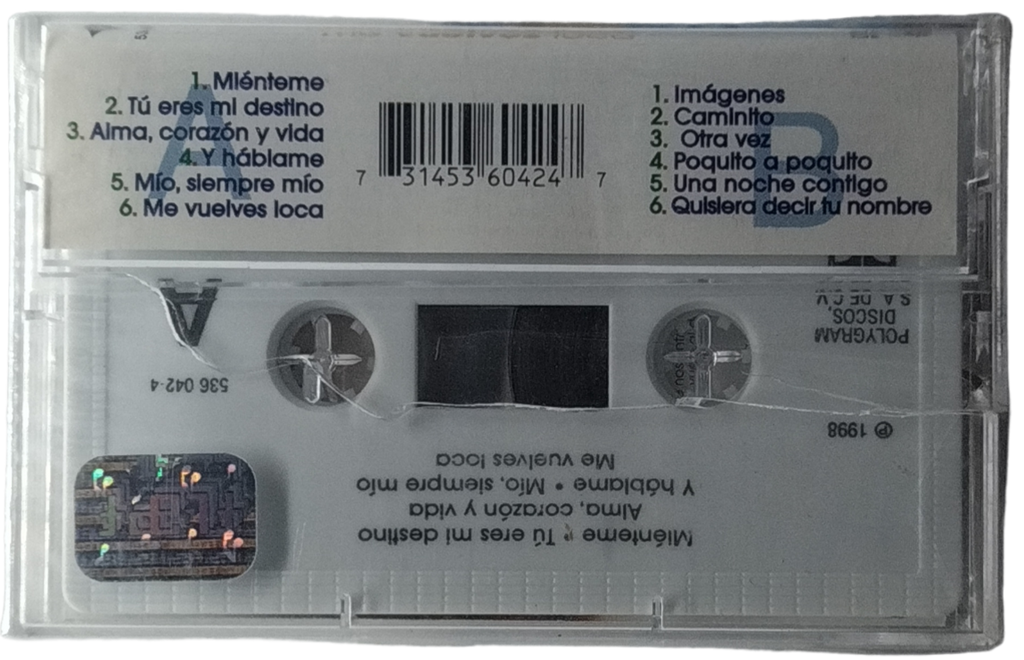 A
1. Miénteme
2. Tú eres mi destino
3. Alma, corazón y vida
4. Y háblame
5. Mío, siempre mío
6. Me vuelves loca
7 31453 60424 7
B
1. Imágenes
2. Caminito
3. Otra vez
4. Poquito a poquito
5. Una noche contigo
6. Quisiera decir tu nombre
Miénteme • Tú eres mi destino
Alma, corazón y vida
Y háblame • Mío, siempre mío
Me vuelves loca
℗ 1998
536 042-4
POLYGRAM
DISCOS,
S.A. DE C.V.
A